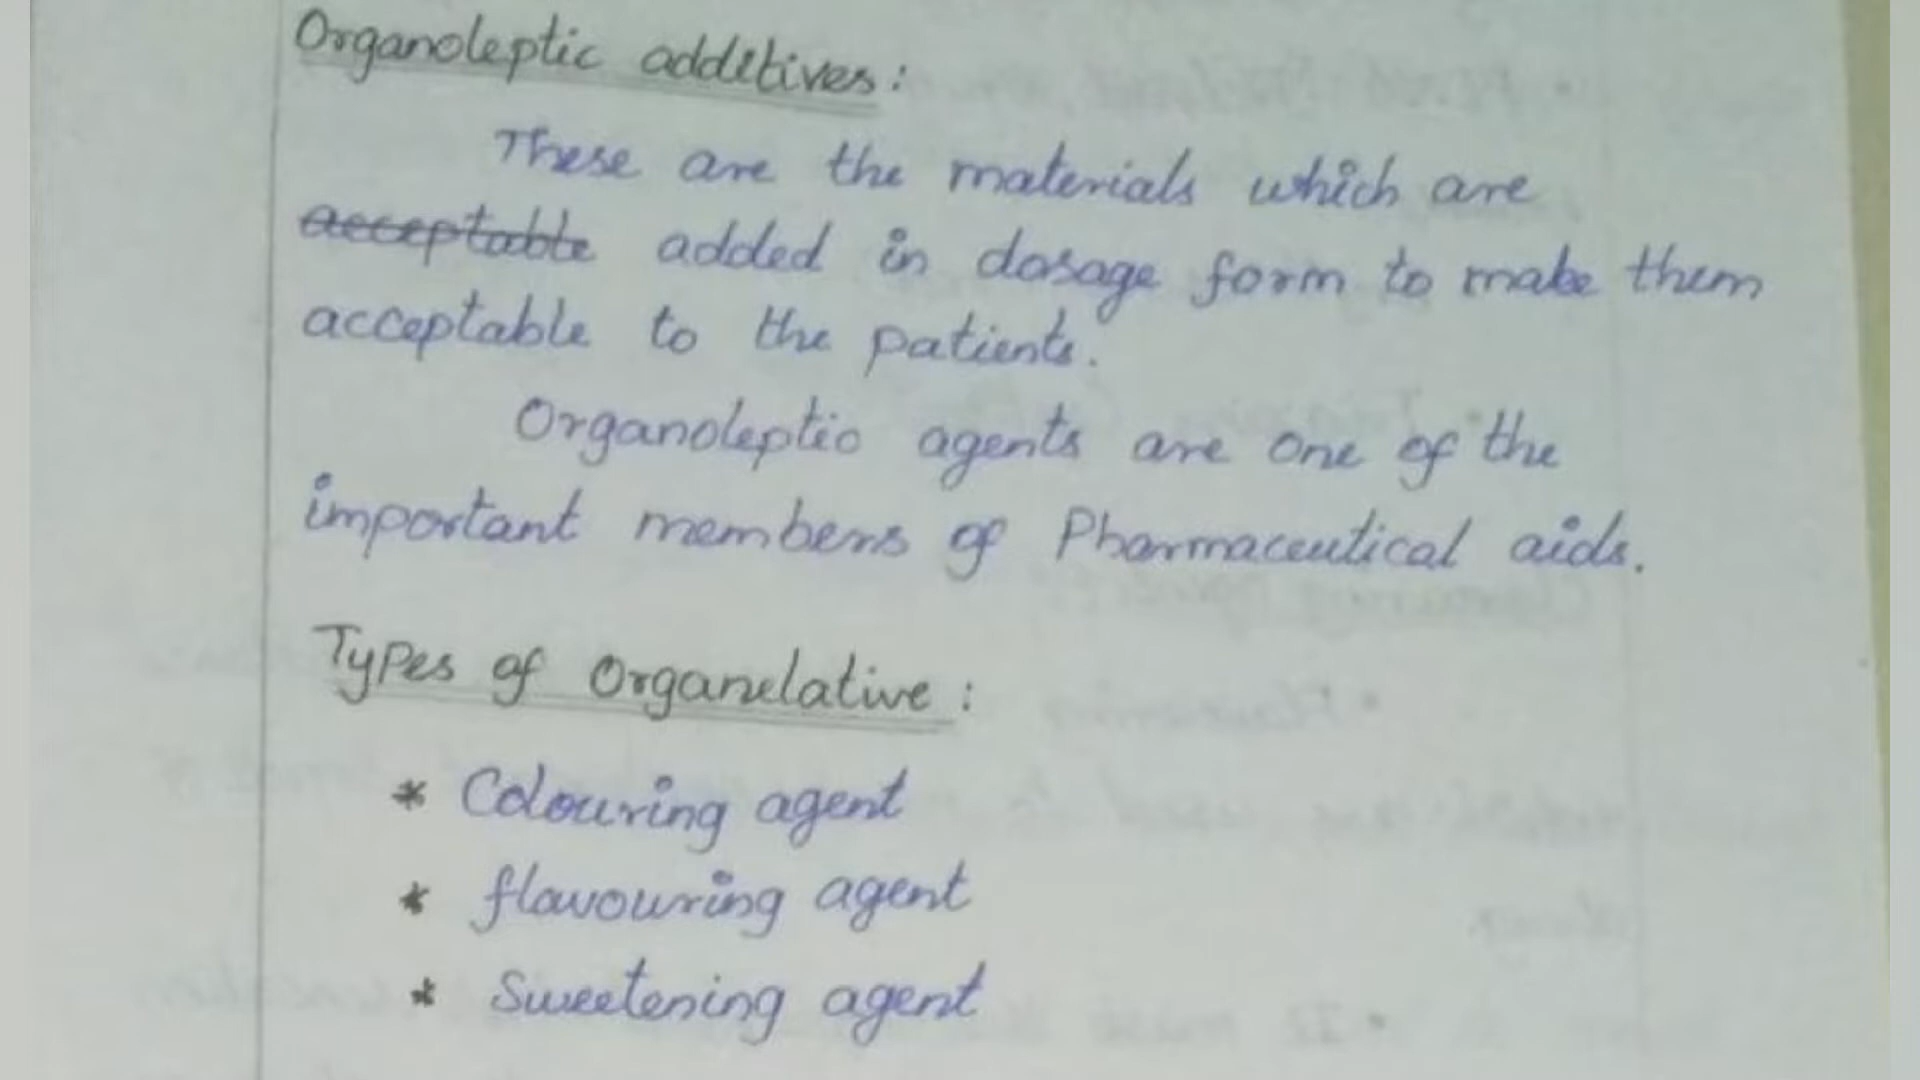 Organoleptic additives:
These are the materials which are
acceptable added in dosage form to make them
acceptable to the patients.
Organoleptic agents are one of the
important members of Pharmaceutical aids.
Types of Organelative:
* Colouring agent
* flavouring agent
* Sweetening agent